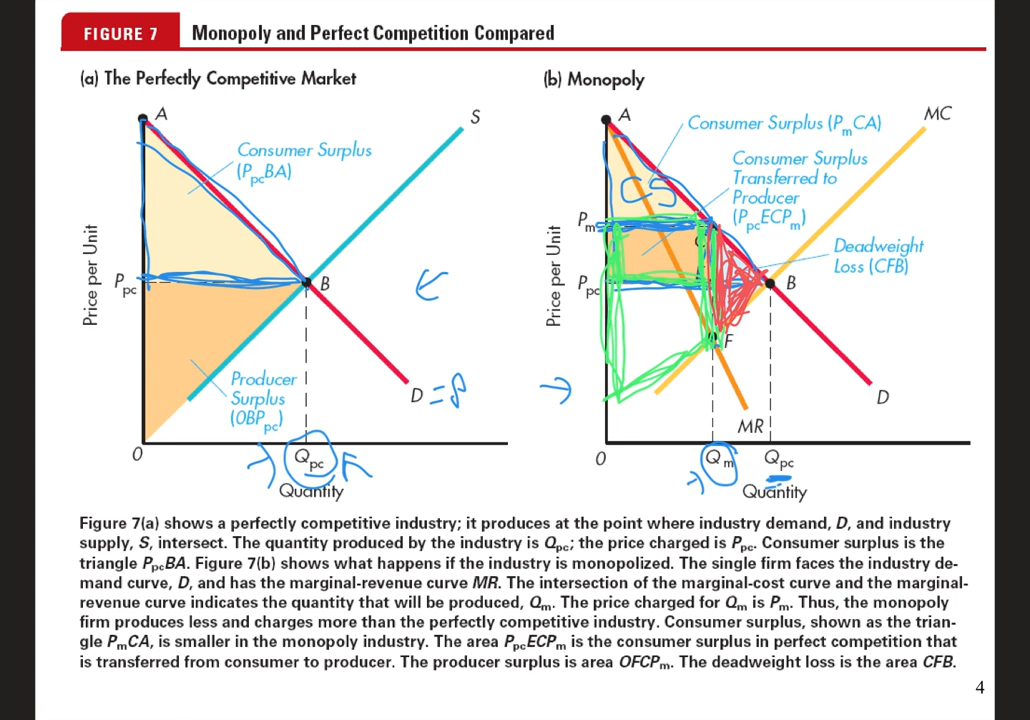 FIGURE 7 Monopoly and Perfect Competition Compared
(a) The Perfectly Competitive Market
A
S
Consumer Surplus
(PpcBA)
Price per Unit
Ppc
B
Producer
Surplus
(0BPpc)
D
0
Qpc
Quantity
(b) Monopoly
A
MC
Consumer Surplus (PmCA)
Consumer Surplus
Transferred to
Producer
(PpcECPm)
CS
Pm
Deadweight
Loss (CFB)
Price per Unit
Ppc
B
F
D
MR
0
Qm
Qpc
Quantity
Figure 7(a) shows a perfectly competitive industry; it produces at the point where industry demand, D, and industry
supply, S, intersect. The quantity produced by the industry is Qpc; the price charged is Ppc. Consumer surplus is the
triangle PpcBA. Figure 7(b) shows what happens if the industry is monopolized. The single firm faces the industry de-
mand curve, D, and has the marginal-revenue curve MR. The intersection of the marginal-cost curve and the marginal-
revenue curve indicates the quantity that will be produced, Qm. The price charged for Qm is Pm. Thus, the monopoly
firm produces less and charges more than the perfectly competitive industry. Consumer surplus, shown as the trian-
gle PmCA, is smaller in the monopoly industry. The area PpcECPm is the consumer surplus in perfect competition that
is transferred from consumer to producer. The producer surplus is area OFCPm. The deadweight loss is the area CFB.
4